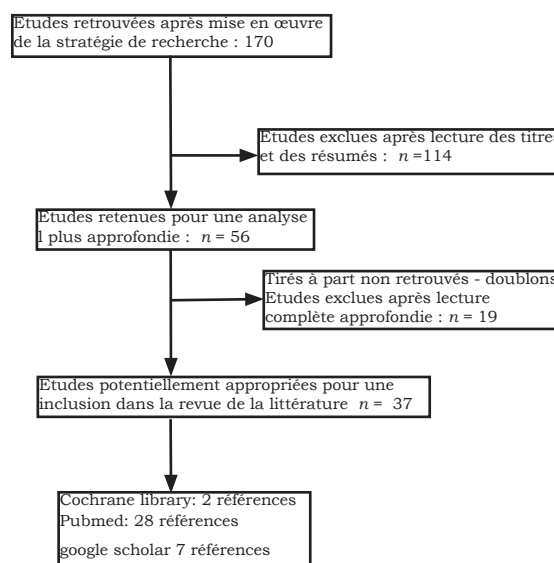 Etudes retrouvées après mise en œuvre
de la stratégie de recherche : 170
Etudes exclues après lecture des titres
et des résumés : n =114
Etudes retenues pour une analyse
l plus approfondie : n = 56
Tirés à part non retrouvés - doublons
Etudes exclues après lecture
complète approfondie : n = 19
Etudes potentiellement appropriées pour une
inclusion dans la revue de la littérature n = 37
Cochrane library: 2 références
Pubmed: 28 références
google scholar 7 références